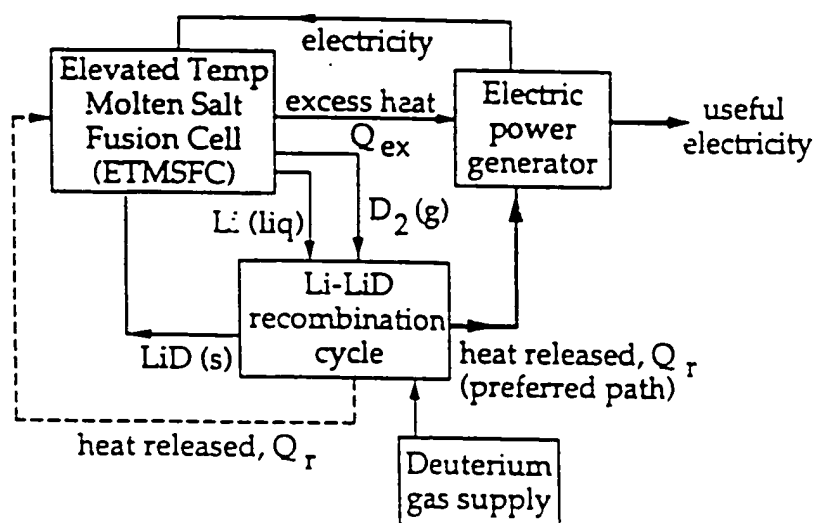 electricity
Elevated Temp
Molten Salt
Fusion Cell
(ETMSFC)
excess heat
Q ex
Electric
power
generator
useful
electricity
Li (liq)
D2 (g)
Li-LiD
recombination
cycle
LiD (s)
heat released, Q r
(preferred path)
heat released, Q r
Deuterium
gas supply